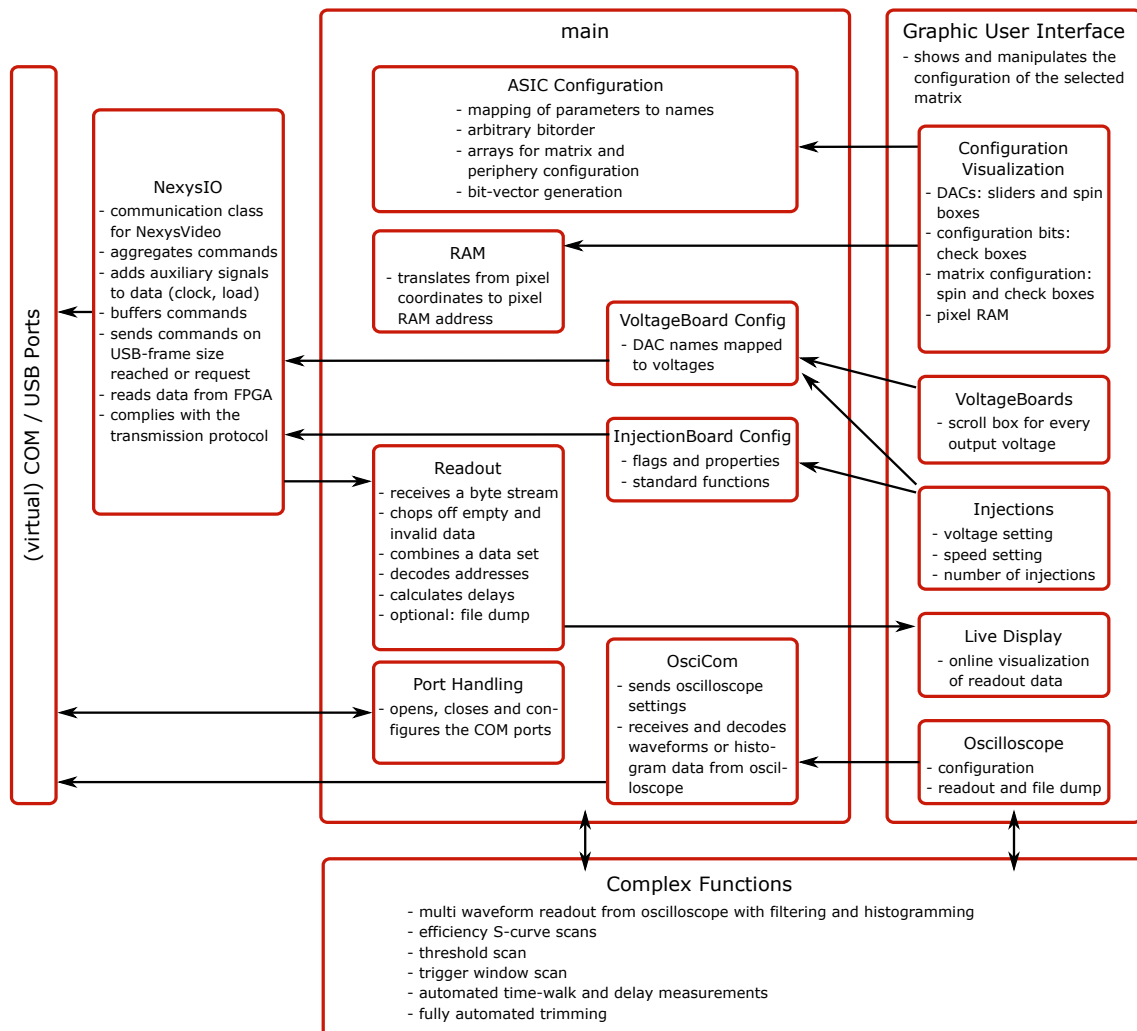 (virtual) COM / USB Ports
NexysIO
- communication class
for NexysVideo
- aggregates commands
- adds auxiliary signals
to data (clock, load)
- buffers commands
- sends commands on
USB-frame size
reached or request
- reads data from FPGA
- complies with the
transmission protocol
main
ASIC Configuration
- mapping of parameters to names
- arbitrary bitorder
- arrays for matrix and
periphery configuration
- bit-vector generation
RAM
- translates from pixel
coordinates to pixel
RAM address
VoltageBoard Config
- DAC names mapped
to voltages
InjectionBoard Config
- flags and properties
- standard functions
Readout
- receives a byte stream
- chops off empty and
invalid data
- combines a data set
- decodes addresses
- calculates delays
- optional: file dump
Port Handling
- opens, closes and con-
figures the COM ports
OsciCom
- sends oscilloscope
settings
- receives and decodes
waveforms or histo-
gram data from oscil-
loscope
Graphic User Interface
- shows and manipulates the
configuration of the selected
matrix
Configuration
Visualization
- DACs: sliders and spin
boxes
- configuration bits:
check boxes
- matrix configuration:
spin and check boxes
- pixel RAM
VoltageBoards
- scroll box for every
output voltage
Injections
- voltage setting
- speed setting
- number of injections
Live Display
- online visualization
of readout data
Oscilloscope
- configuration
- readout and file dump
Complex Functions
- multi waveform readout from oscilloscope with filtering and histogramming
- efficiency S-curve scans
- threshold scan
- trigger window scan
- automated time-walk and delay measurements
- fully automated trimming